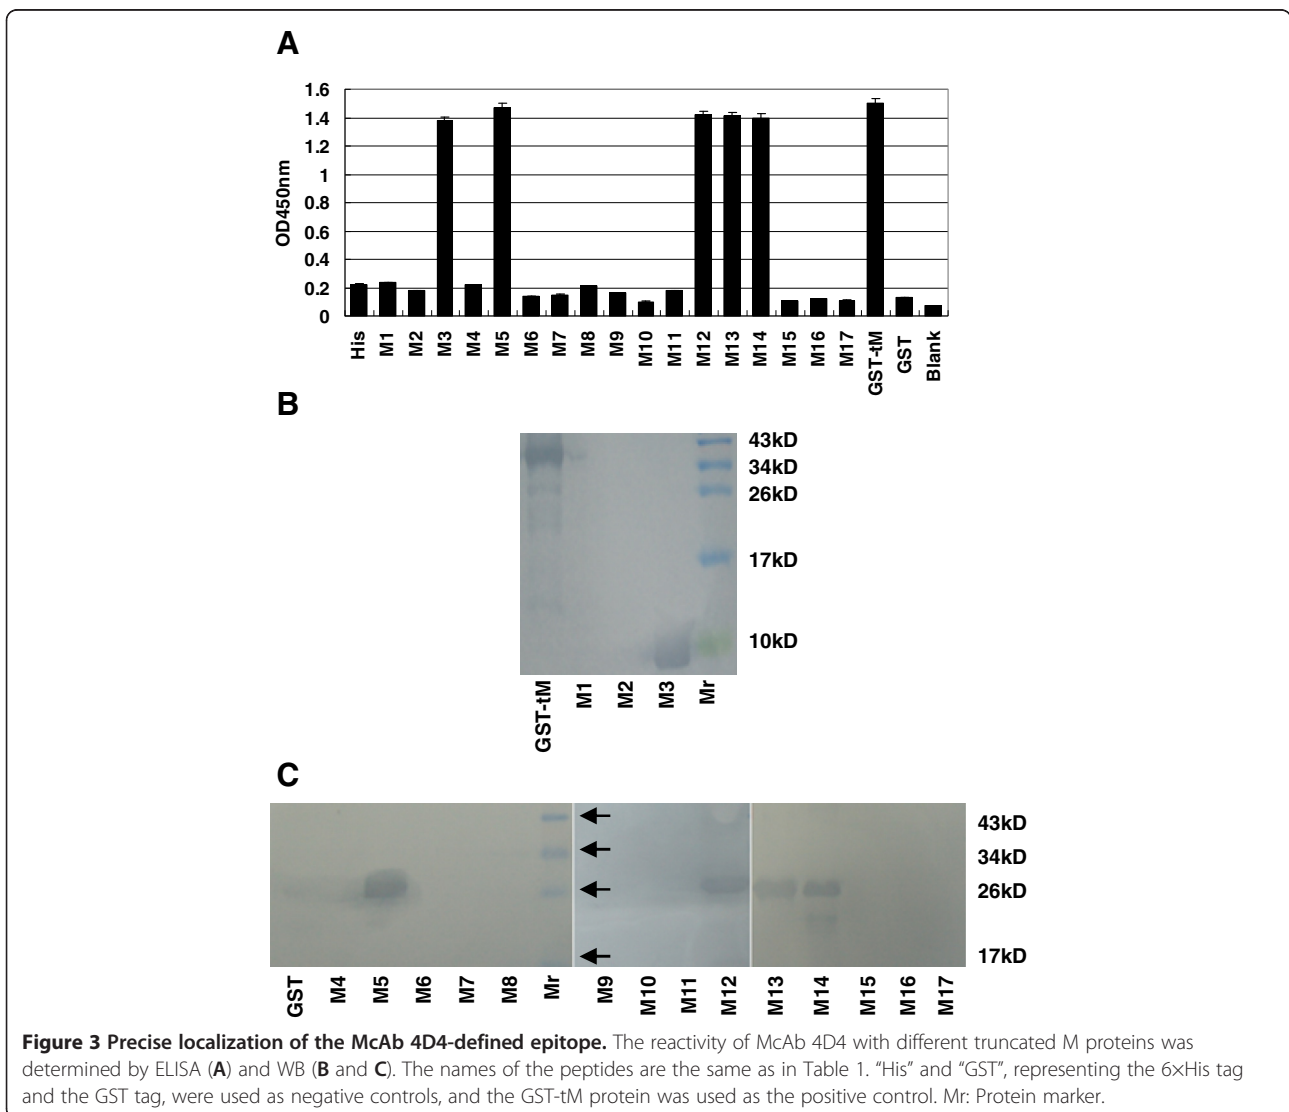 A
1.6
1.4
1.2
1
0.8
0.6
0.4
0.2
0
OD450nm
His M1 M2 M3 M4 M5 M6 M7 M8 M9 M10 M11 M12 M13 M14 M15 M16 M17 GST-tM GST Blank
B
43kD
34kD
26kD
17kD
10kD
GST-tM M1 M2 M3 Mr
C
43kD
34kD
26kD
17kD
GST M4 M5 M6 M7 M8 Mr M9 M10 M11 M12 M13 M14 M15 M16 M17
Figure 3 Precise localization of the McAb 4D4-defined epitope. The reactivity of McAb 4D4 with different truncated M proteins was
determined by ELISA (A) and WB (B and C). The names of the peptides are the same as in Table 1. “His” and “GST”, representing the 6×His tag
and the GST tag, were used as negative controls, and the GST-tM protein was used as the positive control. Mr: Protein marker.